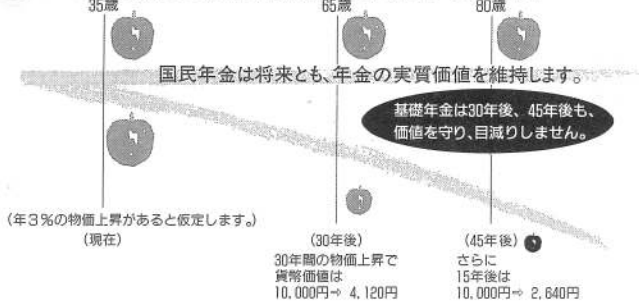 35歳 65歳 80歳
国民年金は将来とも、年金の実質価値を維持します。
基礎年金は30年後、45年後も、
価値を守り、目減りしません。
(年3%の物価上昇があると仮定します。)
(現在)
(30年後)
30年間の物価上昇で
貨幣価値は
10,000円⇨ 4,120円
(45年後)
さらに
15年後は
10,000円⇨ 2,640円